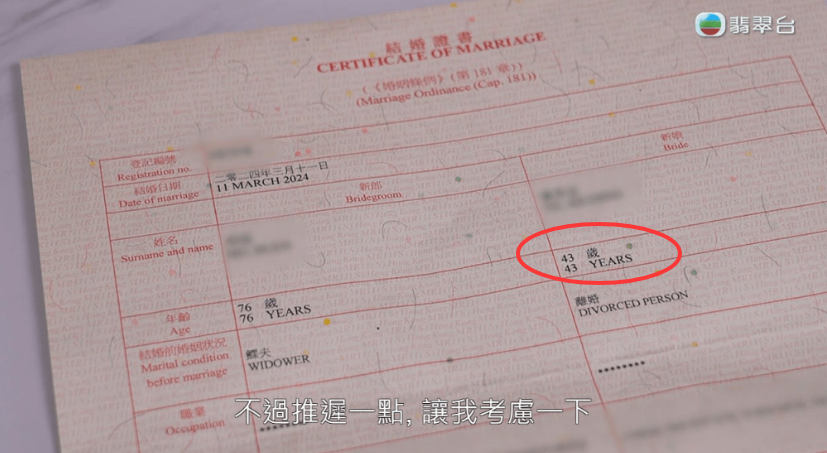 翡翠台
結婚證書
CERTIFICATE OF MARRIAGE
(《婚姻條例》(第 181 章))
(Marriage Ordinance (Cap. 181))
登記編號
Registration no.
結婚日期
Date of marriage
二零二四年三月十一日
11 MARCH 2024
新郎
Bridegroom
新娘
Bride
姓名
Surname and name
年齡
Age
76 歲
76 YEARS
43 歲
43 YEARS
結婚前婚姻狀況
Marital condition
before marriage
鰥夫
WIDOWER
離婚
DIVORCED PERSON
職業
Occupation
********
********
不過推遲一點, 讓我考慮一下